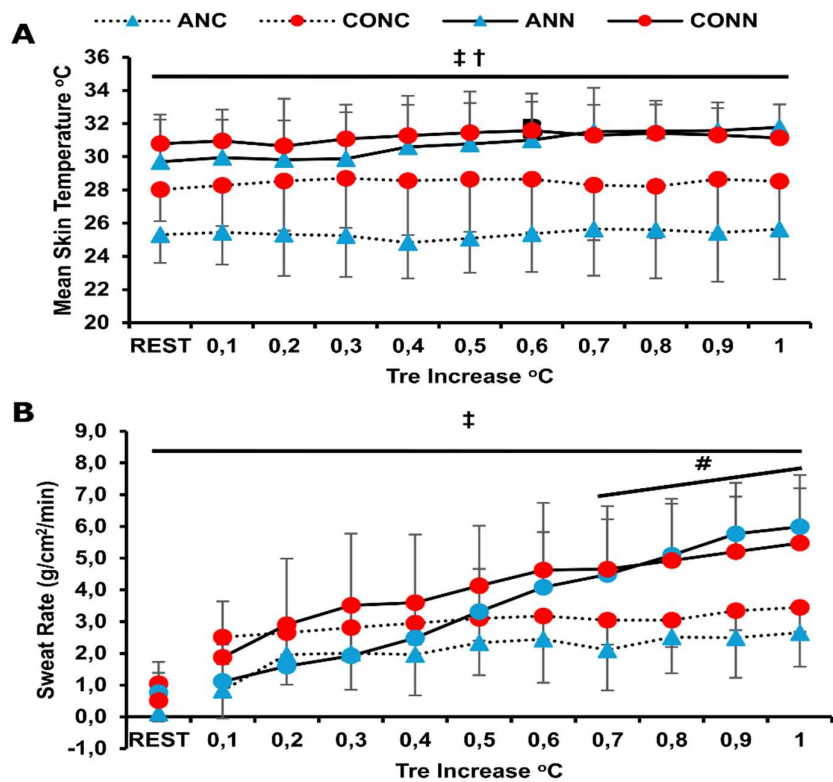 ANC CONC ANN CONN
A
‡ †
36
34
32
30
28
26
24
22
20
Mean Skin Temperature ºC
REST 0,1 0,2 0,3 0,4 0,5 0,6 0,7 0,8 0,9 1
Tre Increase ºC
B
‡
#
9,0
8,0
7,0
6,0
5,0
4,0
3,0
2,0
1,0
0,0
-1,0
Sweat Rate (g/cm²/min)
REST 0,1 0,2 0,3 0,4 0,5 0,6 0,7 0,8 0,9 1
Tre Increase ºC